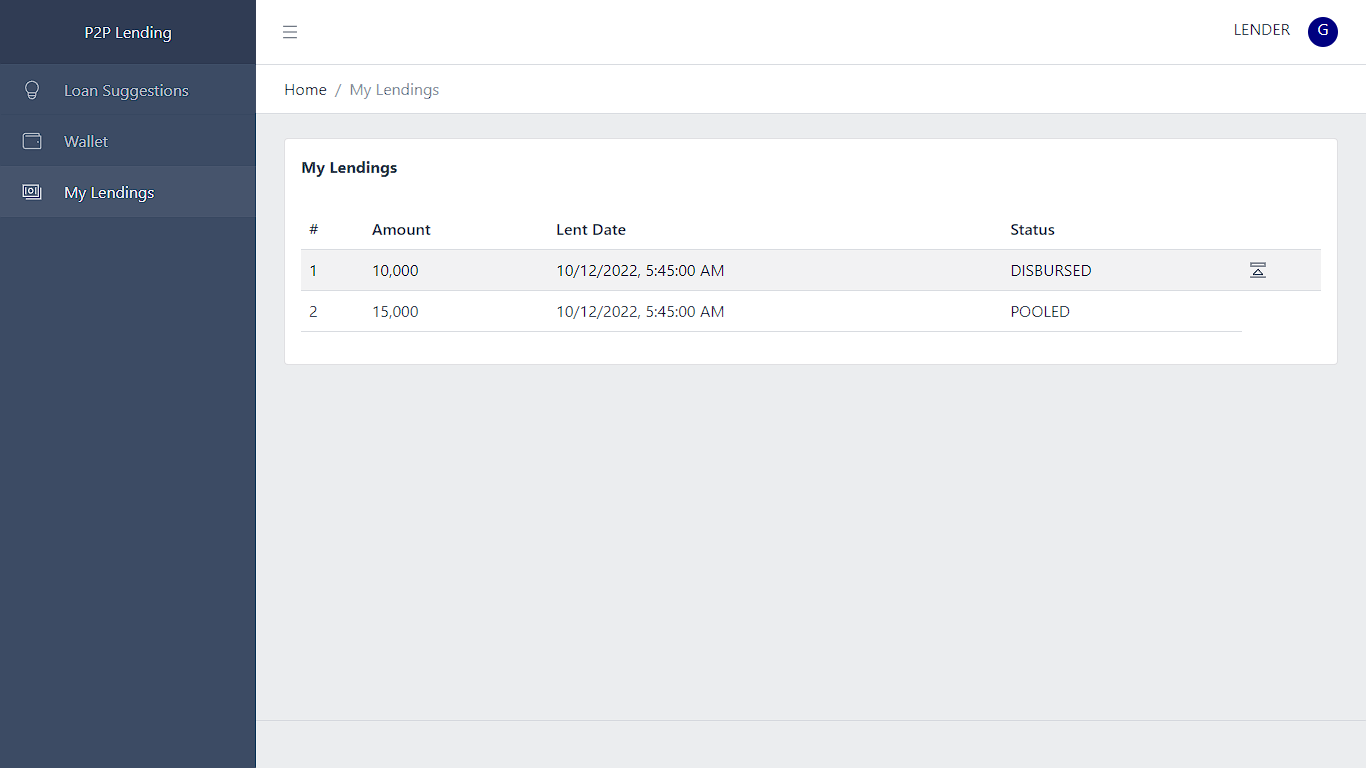 P2P Lending
LENDER G
Loan Suggestions
Wallet
My Lendings
Home / My Lendings
My Lendings
# Amount Lent Date Status
1 10,000 10/12/2022, 5:45:00 AM DISBURSED
2 15,000 10/12/2022, 5:45:00 AM POOLED